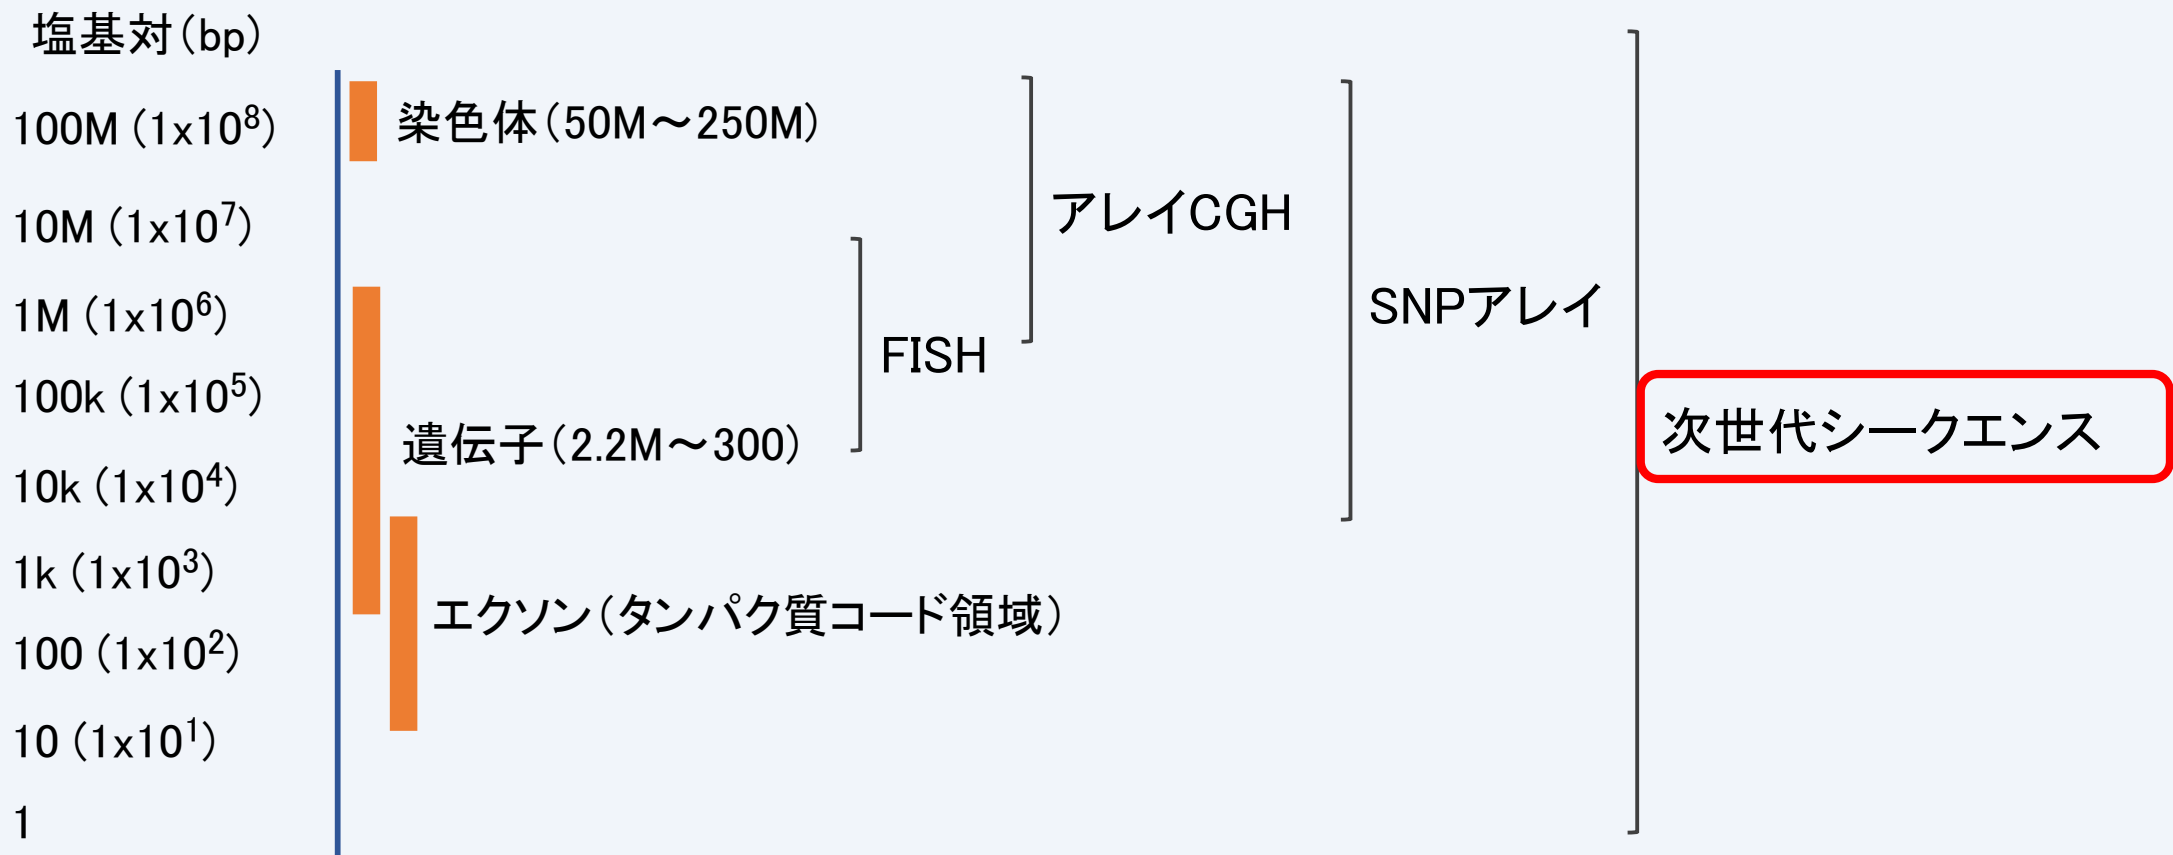 塩基対(bp)
100M (1x10⁸)
染色体(50M～250M)
10M (1x10⁷)
アレイCGH
1M (1x10⁶)
SNPアレイ
FISH
100k (1x10⁵)
遺伝子(2.2M～300)
次世代シークエンス
10k (1x10⁴)
1k (1x10³)
エクソン(タンパク質コード領域)
100 (1x10²)
10 (1x10¹)
1